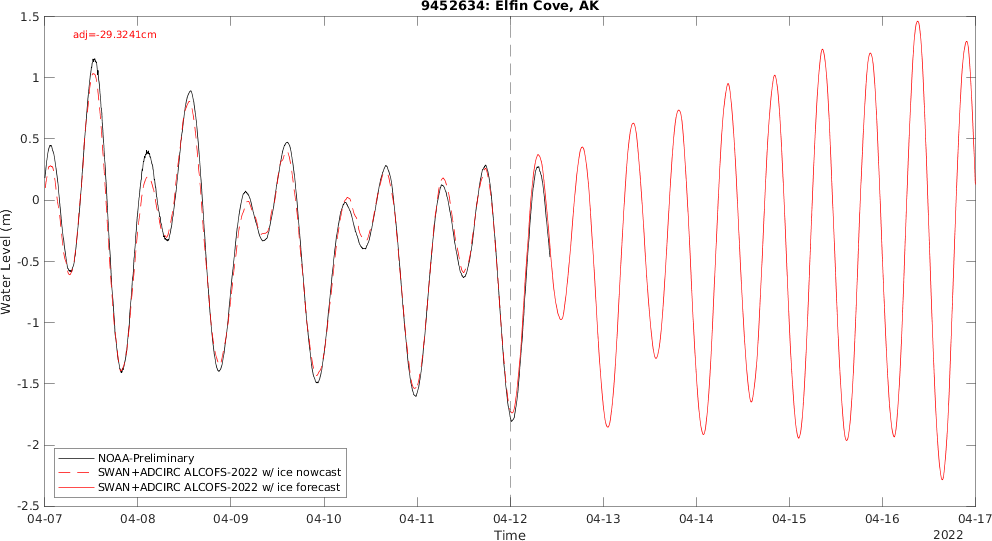 9452634: Elfin Cove, AK
adj=-29.3241cm
1.5
1
0.5
0
-0.5
-1
-1.5
-2
-2.5
Water Level (m)
NOAA-Preliminary
SWAN+ADCIRC ALCOFS-2022 w/ ice nowcast
SWAN+ADCIRC ALCOFS-2022 w/ ice forecast
04-07 04-08 04-09 04-10 04-11 04-12 04-13 04-14 04-15 04-16 04-17
Time
2022